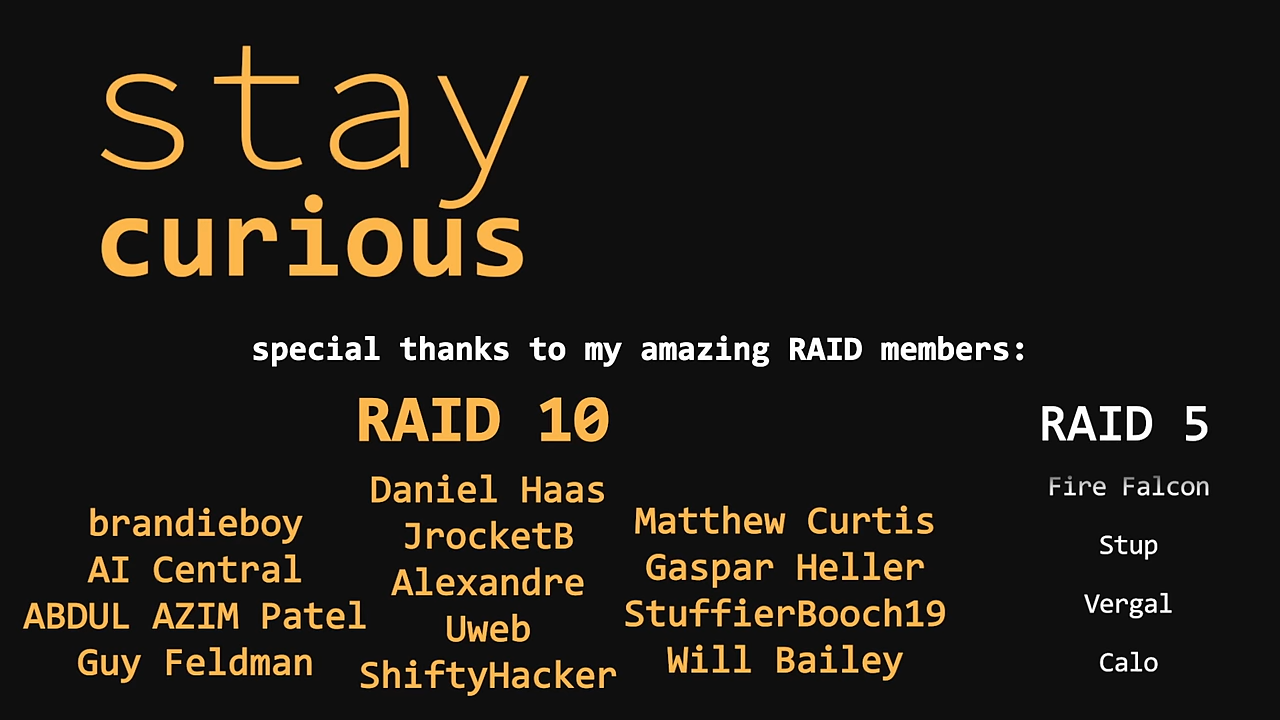 stay
curious
special thanks to my amazing RAID members:
RAID 10
brandieboy
AI Central
ABDUL AZIM Patel
Guy Feldman
Daniel Haas
JrocketB
Alexandre
Uweb
ShiftyHacker
Matthew Curtis
Gaspar Heller
StuffierBooch19
Will Bailey
RAID 5
Fire Falcon
Stup
Vergal
Calo